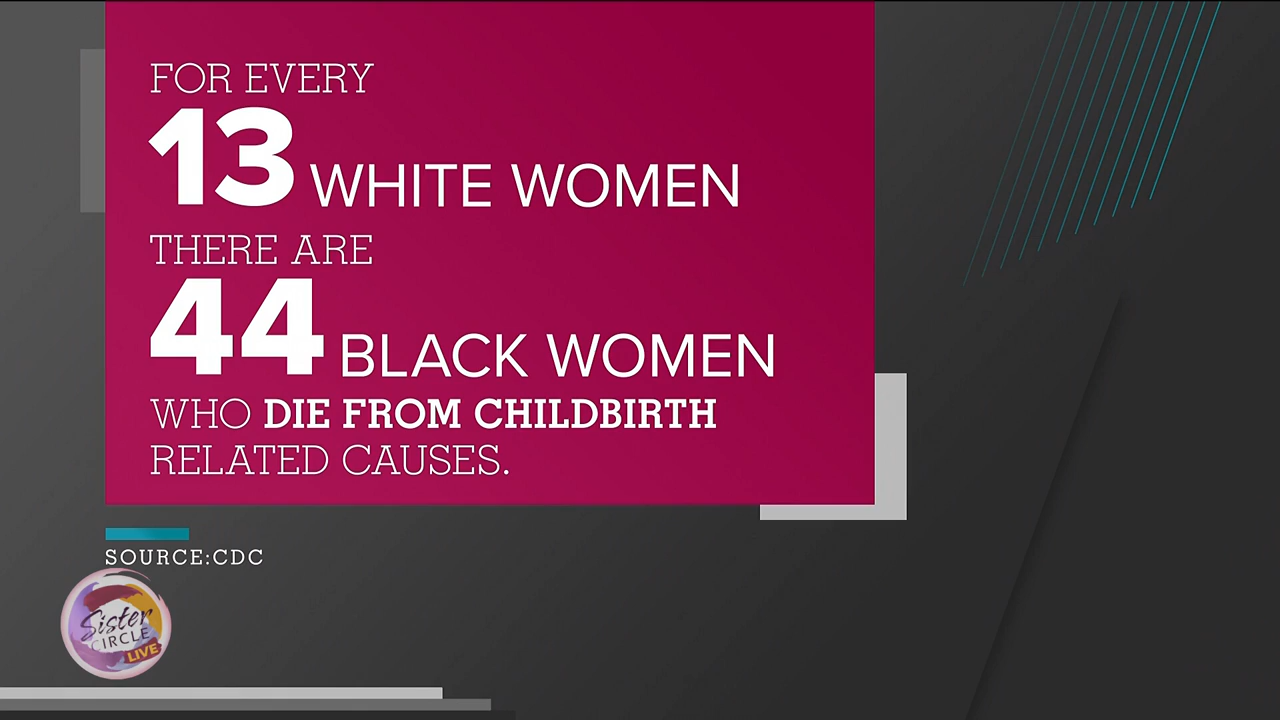 FOR EVERY
13 WHITE WOMEN
THERE ARE
44 BLACK WOMEN
WHO DIE FROM CHILDBIRTH
RELATED CAUSES.
SOURCE:CDC
Sister
CIRCLE
LIVE